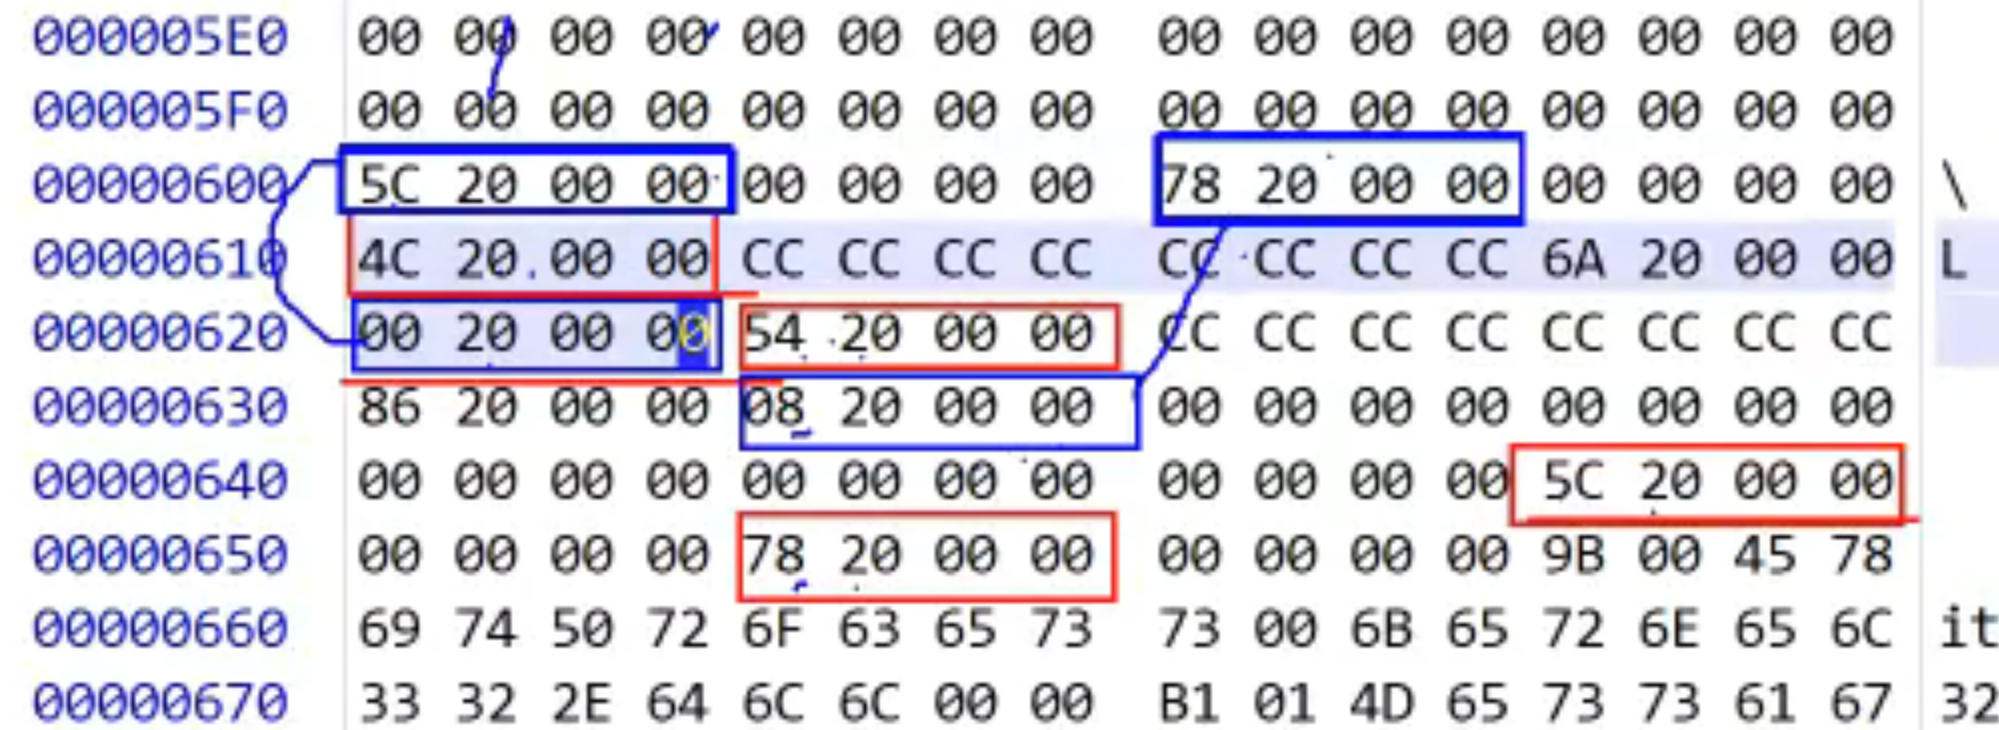 000005E0 00 00 00 00 00 00 00 00 00 00 00 00 00 00 00 00
000005F0 00 00 00 00 00 00 00 00 00 00 00 00 00 00 00 00
00000600 5C 20 00 00 00 00 00 00 78 20 00 00 00 00 00 00 \
00000610 4C 20 00 00 CC CC CC CC CC CC CC CC 6A 20 00 00 L
00000620 00 20 00 00 54 20 00 00 CC CC CC CC CC CC CC CC
00000630 86 20 00 00 08 20 00 00 00 00 00 00 00 00 00 00
00000640 00 00 00 00 00 00 00 00 00 00 00 00 5C 20 00 00
00000650 00 00 00 00 78 20 00 00 00 00 00 00 9B 00 45 78
00000660 69 74 50 72 6F 63 65 73 73 00 6B 65 72 6E 65 6C it
00000670 33 32 2E 64 6C 6C 00 00 B1 01 4D 65 73 73 61 67 32